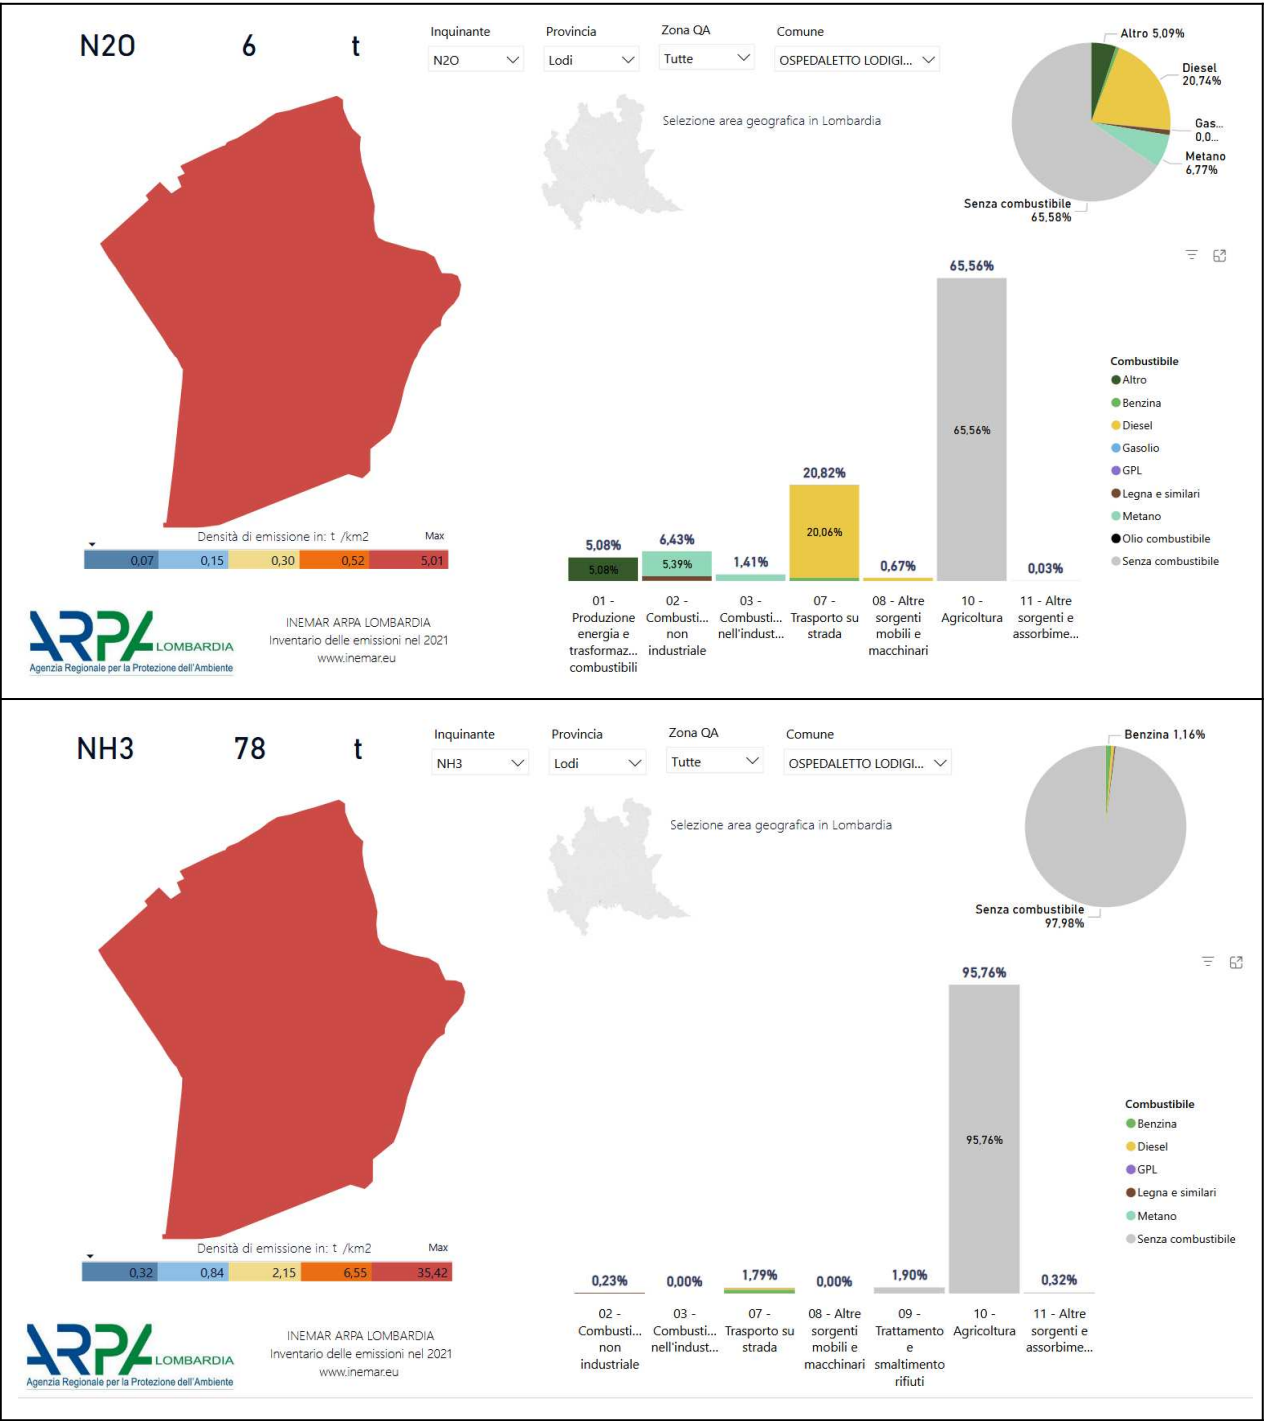 N2O 6 t
Inquinante Provincia Zona QA Comune
N2O Lodi Tutte OSPEDALETTO LODIGI...
Selezione area geografica in Lombardia
Altro 5,09%
Diesel
20,74%
Gas...
0,0...
Metano
6,77%
Senza combustibile
65,58%
65,56%
65,56%
20,82%
20,06%
5,08%
5,08%
6,43%
5,39%
1,41%
0,67%
0,03%
01 -
Produzione
energia e
trasformaz...
combustibili
02 -
Combusti...
non
industriale
03 -
Combusti...
nell'indust...
07 -
Trasporto su
strada
08 - Altre
sorgenti
mobili e
macchinari
10 -
Agricoltura
11 - Altre
sorgenti e
assorbime...
Combustibile
Altro
Benzina
Diesel
Gasolio
GPL
Legna e similari
Metano
Olio combustibile
Senza combustibile
Densità di emissione in: t /km2 Max
0,07 0,15 0,30 0,52 5,01
ARPA LOMBARDIA
Agenzia Regionale per la Protezione dell'Ambiente
INEMAR ARPA LOMBARDIA
Inventario delle emissioni nel 2021
www.inemar.eu
NH3 78 t
Inquinante Provincia Zona QA Comune
NH3 Lodi Tutte OSPEDALETTO LODIGI...
Selezione area geografica in Lombardia
Benzina 1,16%
Senza combustibile
97,98%
95,76%
95,76%
0,23%
0,00%
1,79%
0,00%
1,90%
0,32%
02 -
Combusti...
non
industriale
03 -
Combusti...
nell'indust...
07 -
Trasporto su
strada
08 - Altre
sorgenti
mobili e
macchinari
09 -
Trattamento
e
smaltimento
rifiuti
10 -
Agricoltura
11 - Altre
sorgenti e
assorbime...
Combustibile
Benzina
Diesel
GPL
Legna e similari
Metano
Senza combustibile
Densità di emissione in: t /km2 Max
0,32 0,84 2,15 6,55 35,42
ARPA LOMBARDIA
Agenzia Regionale per la Protezione dell'Ambiente
INEMAR ARPA LOMBARDIA
Inventario delle emissioni nel 2021
www.inemar.eu